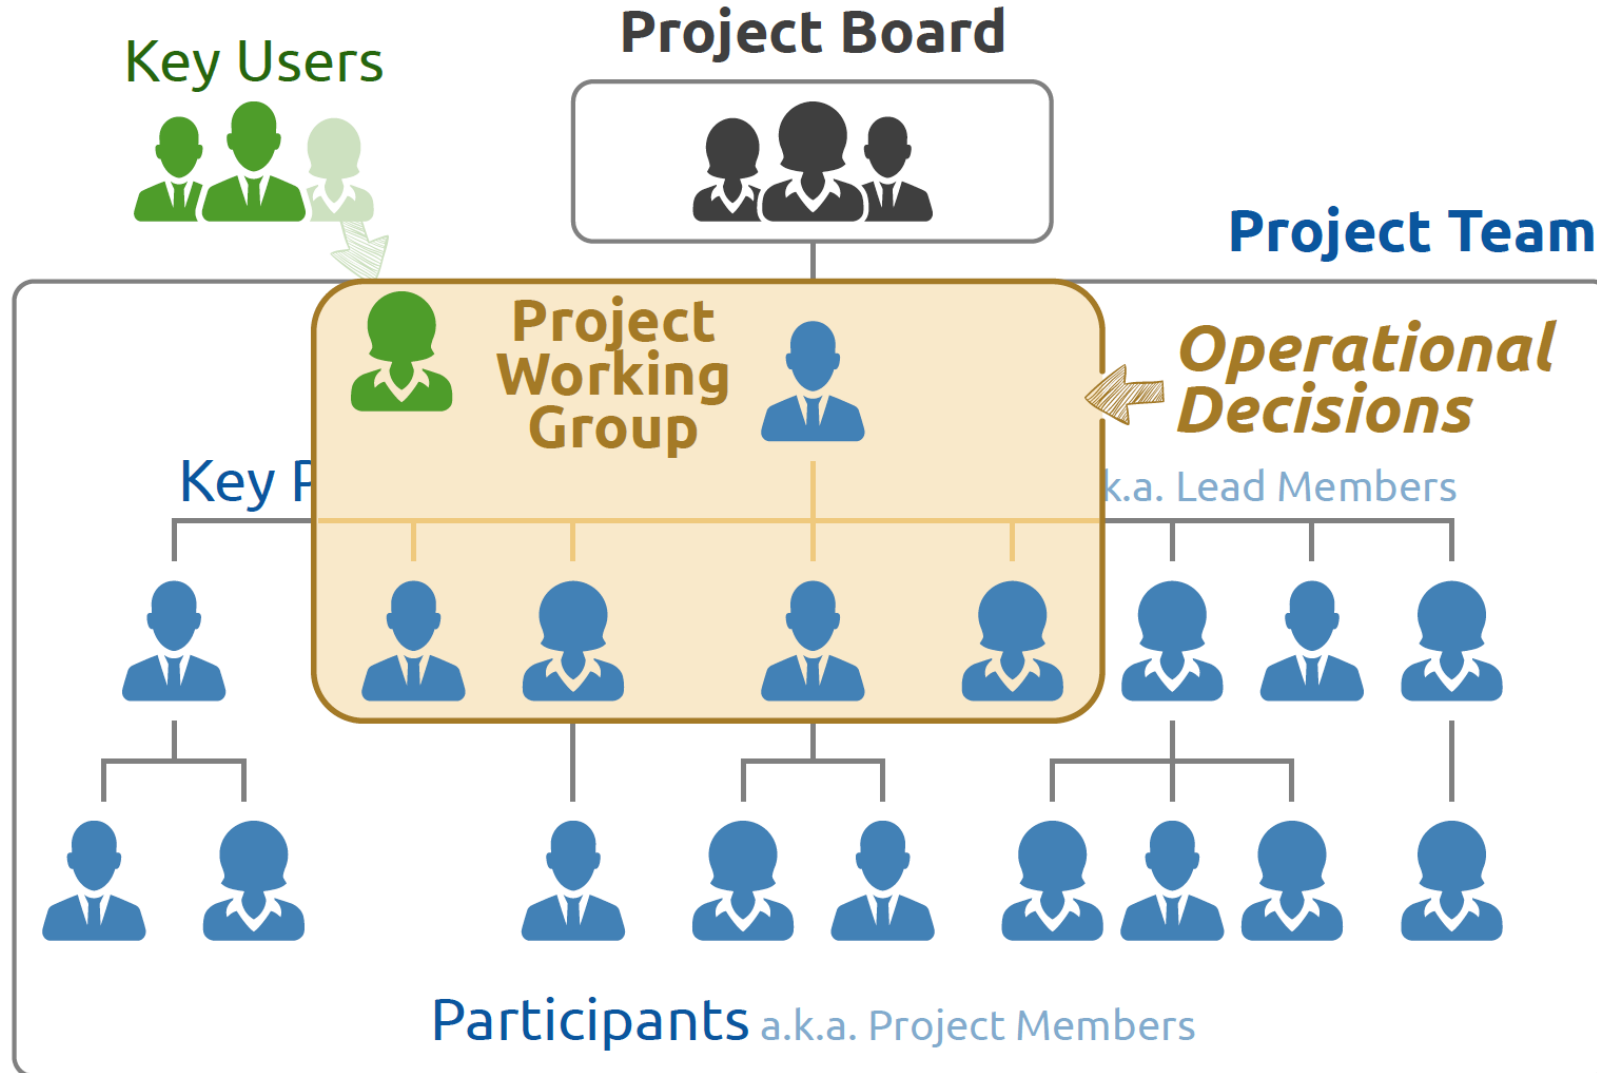 Project Board
Key Users
Project Team
Project
Working
Group
Operational
Decisions
Key P
k.a. Lead Members
Participants a.k.a. Project Members